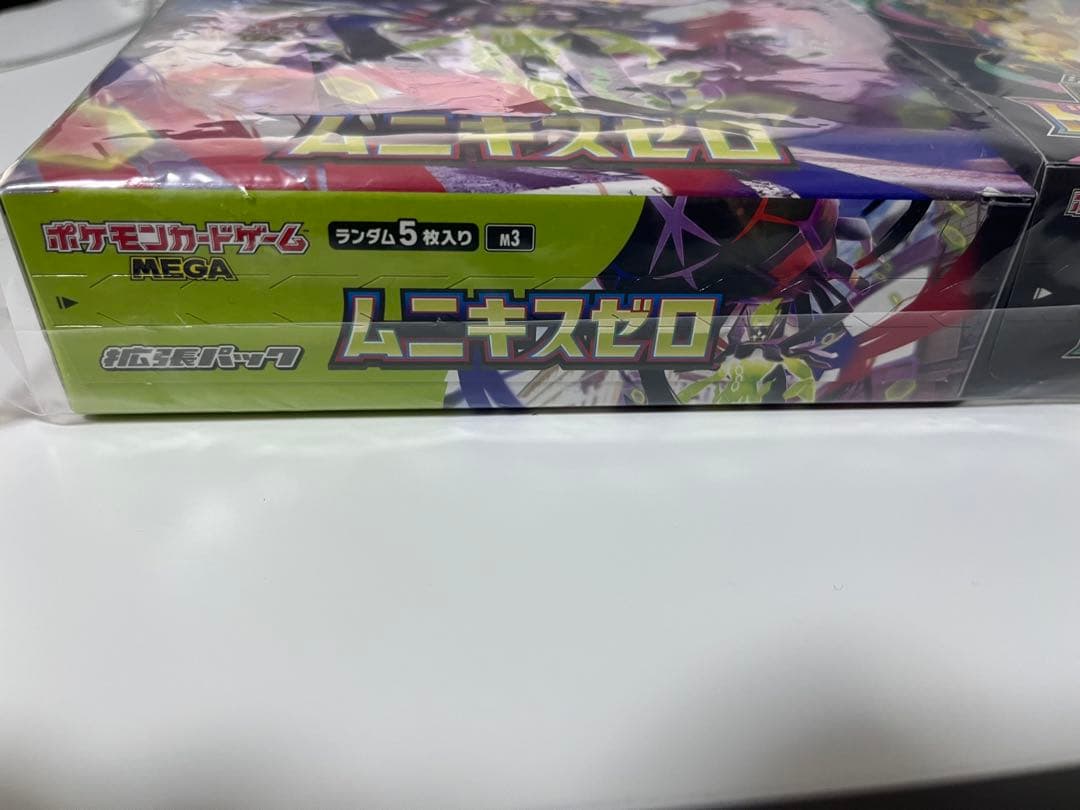 ムニキスゼロ
ポケモンカードゲーム
MEGA
ランダム5枚入り
M3
ムニキスゼロ
拡張パック